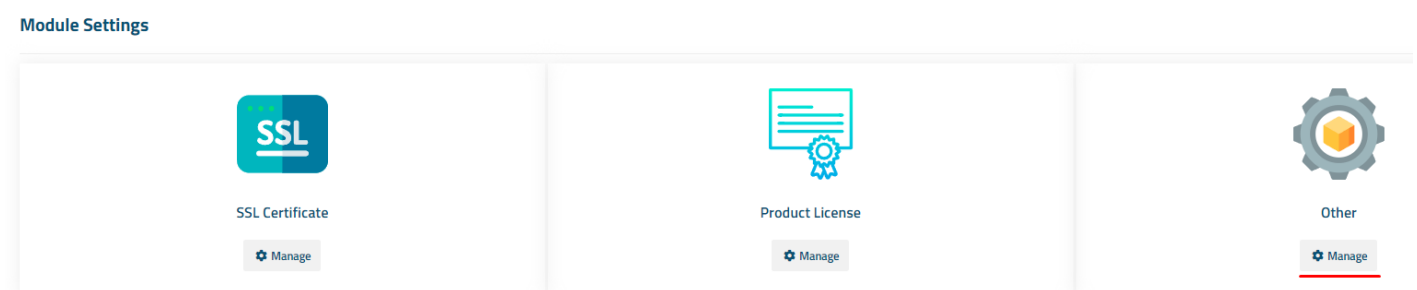 Module Settings
SSL
SSL Certificate
Manage
Product License
Manage
Other
Manage